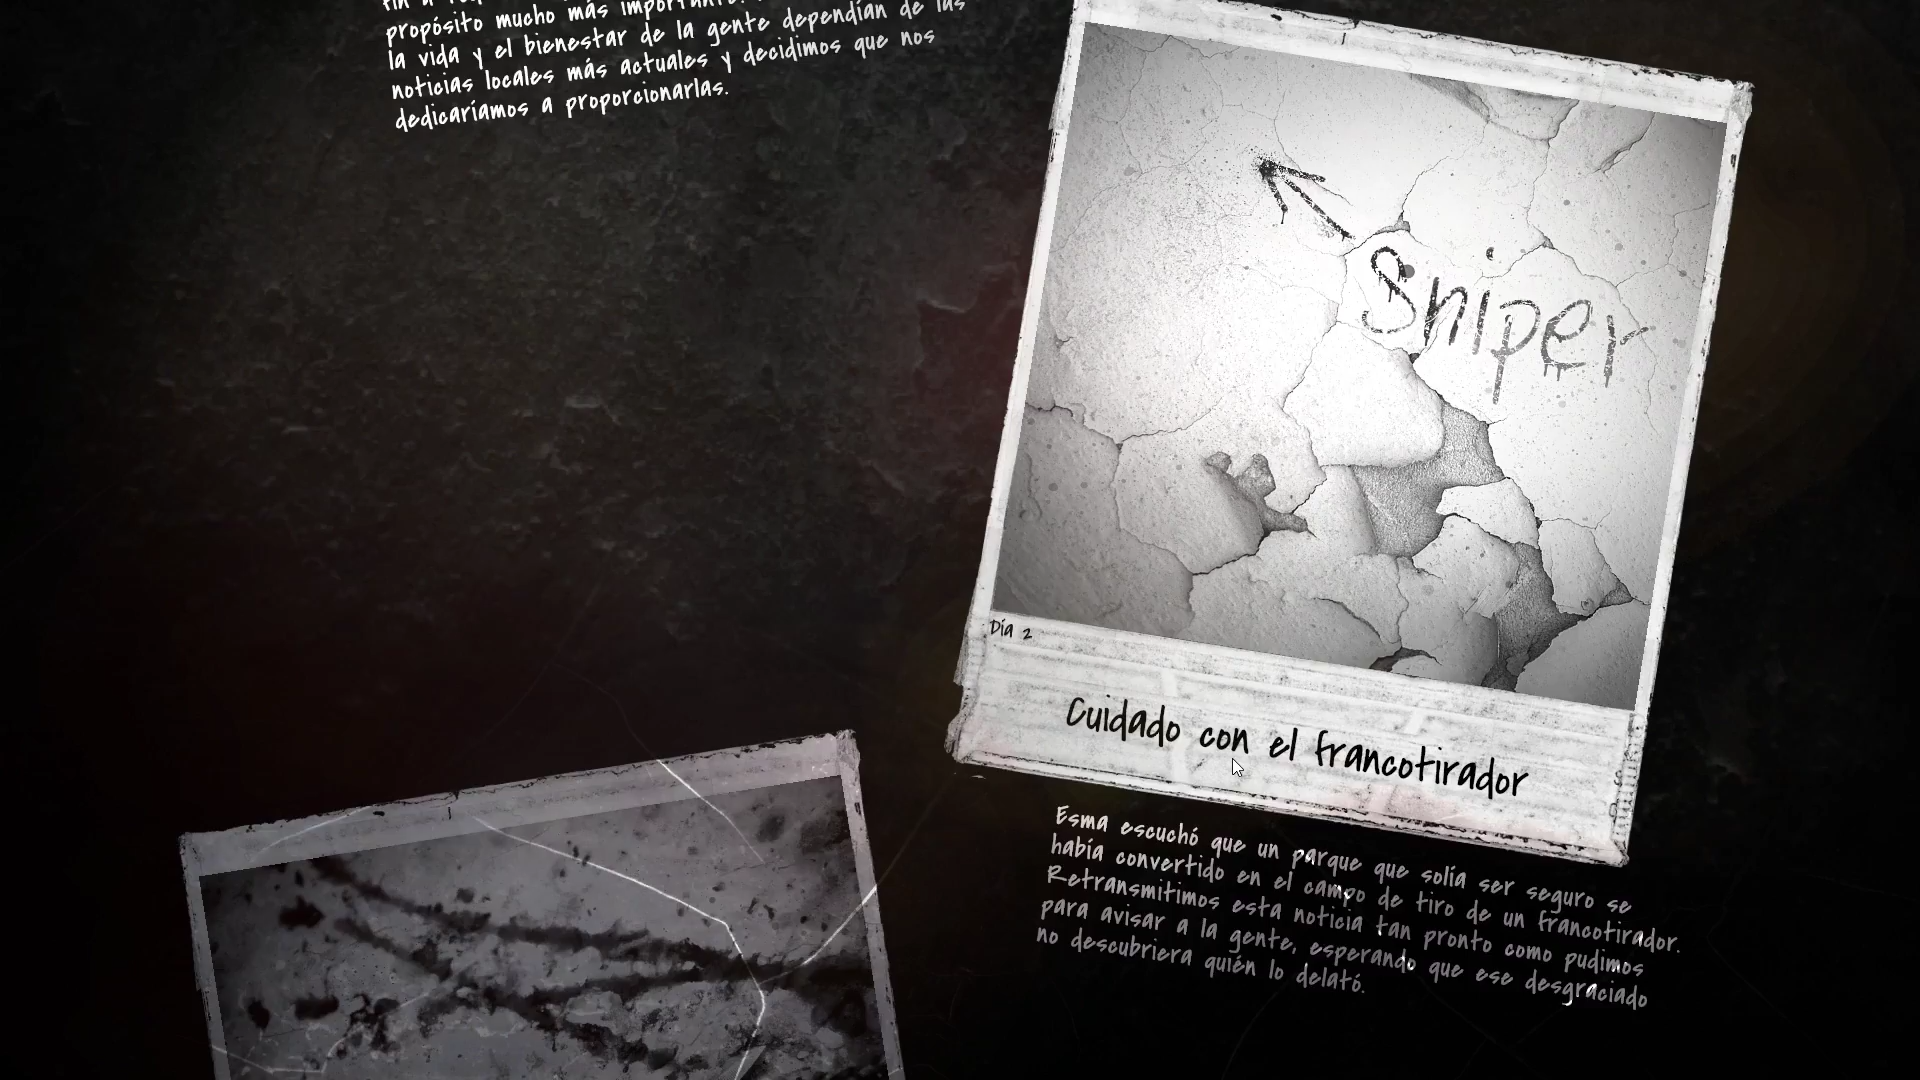 propósito mucho más importante.
la vida y el bienestar de la gente dependían de las
noticias locales más actuales y decidimos que nos
dedicaríamos a proporcionarlas.
Sniper
Día 2
Cuidado con el francotirador
Esma escuchó que un parque que solía ser seguro se
había convertido en el campo de tiro de un francotirador.
Retransmitimos esta noticia tan pronto como pudimos
para avisar a la gente, esperando que ese desgraciado
no descubriera quién lo delató.